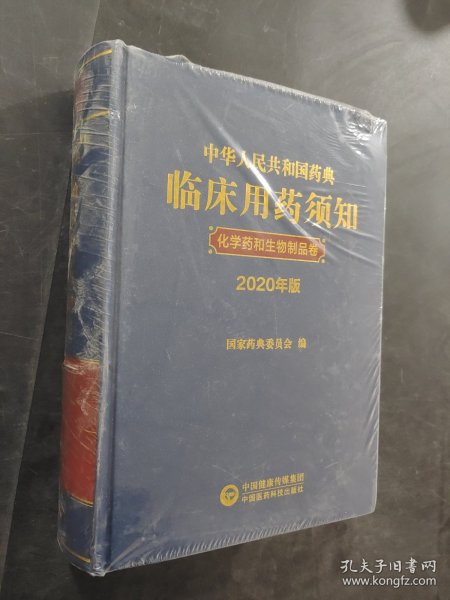 中华人民共和国药典
临床用药须知
化学药和生物制品卷
2020年版
国家药典委员会 编
中国健康传媒集团
中国医药科技出版社
孔夫子旧书网
www.kongfz.com